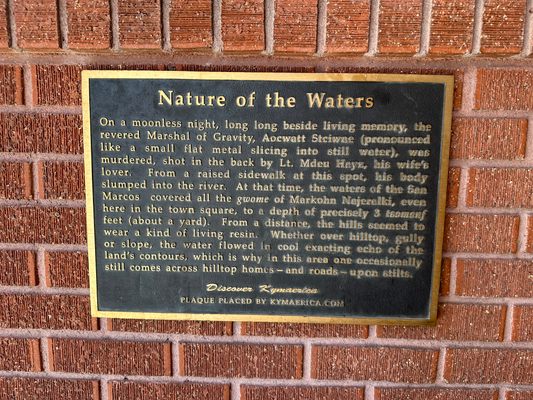 Nature of the Waters
On a moonless night, long long beside living memory, the
revered Marshal of Gravity, Aocwatt Steiwne (pronounced
like a small flat metal slicing into still water), was
murdered, shot in the back by Lt. Mdeu Hayz, his wife's
lover. From a raised sidewalk at this spot, his body
slumped into the river. At that time, the waters of the San
Marcos covered all the gwome of Markohn Najeralki, even
here in the town square, to a depth of precisely 3
feet (about a yard). From a distance, the hills seemed to
wear a kind of living resin. Whether over hilltop, gully
or slope, the water flowed in cool exacting echo of the
land's contours, which is why in this area one occasionally
still comes across hilltop homes—and roads—upon stilts.
Discover Kymaerica
PLAQUE PLACED BY KYMAERICA.COM